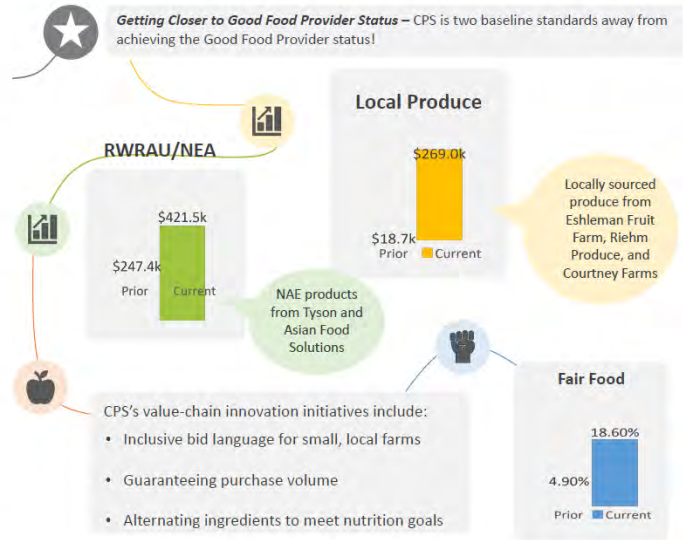 Getting Closer to Good Food Provider Status – CPS is two baseline standards away from
achieving the Good Food Provider status!
Local Produce
$269.0k
$18.7k
Prior Current
Locally sourced
produce from
Eshleman Fruit
Farm, Riehm
Produce, and
Courtney Farms
RWRAU/NEA
$421.5k
$247.4k
Prior Current
NAE products
from Tyson and
Asian Food
Solutions
CPS's value-chain innovation initiatives include:
• Inclusive bid language for small, local farms
• Guaranteeing purchase volume
• Alternating ingredients to meet nutrition goals
Fair Food
18.60%
4.90%
Prior Current